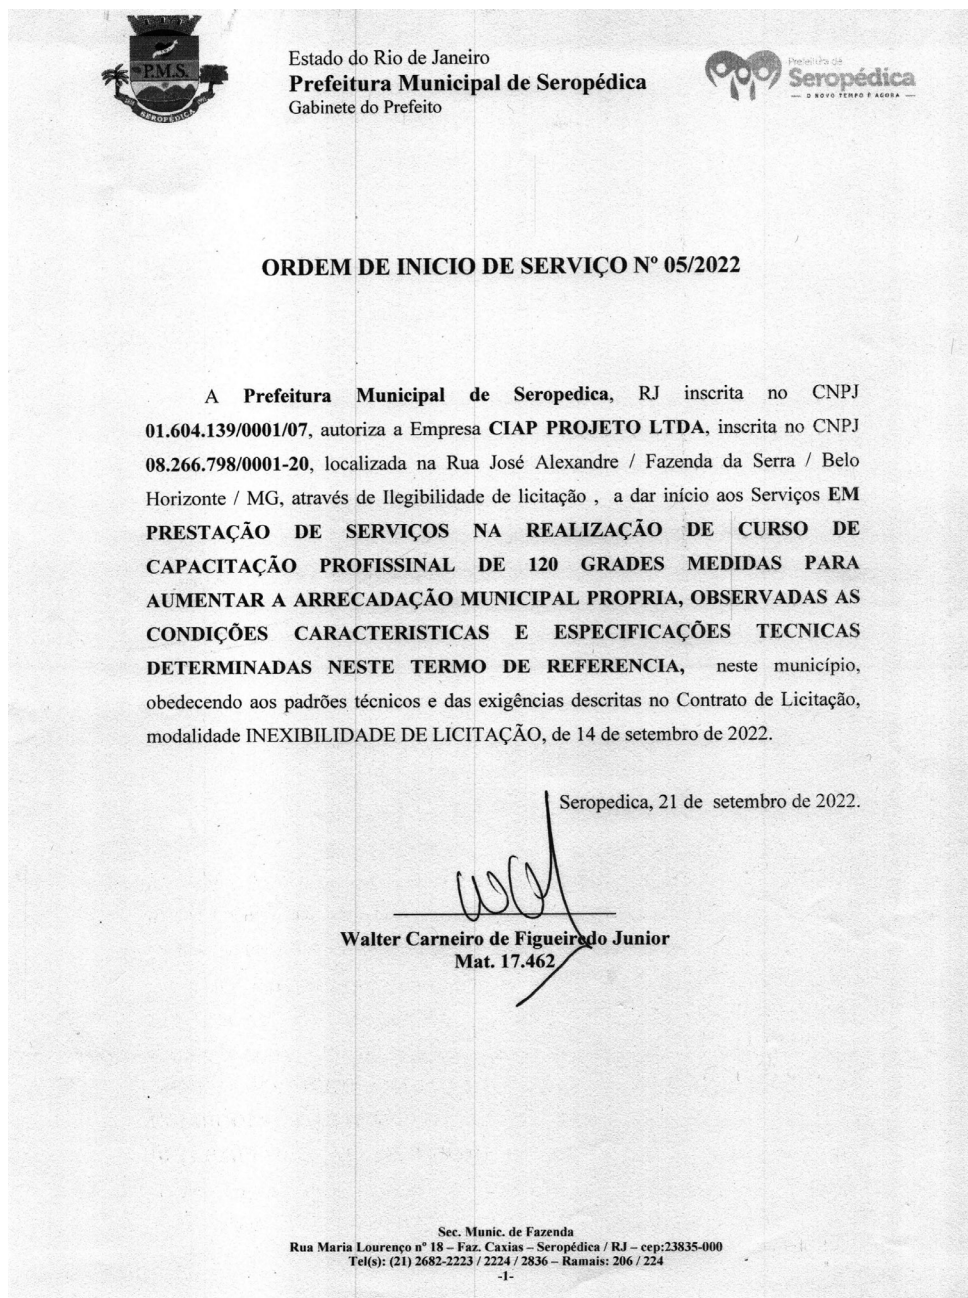 P.M.S.
SEROPÉDICA
Estado do Rio de Janeiro
Prefeitura Municipal de Seropédica
Gabinete do Prefeito
Prefeitura de
Seropédica
O NOVO TEMPO É AGORA
ORDEM DE INICIO DE SERVIÇO Nº 05/2022
A Prefeitura Municipal de Seropedica, RJ inscrita no CNPJ
01.604.139/0001/07, autoriza a Empresa CIAP PROJETO LTDA, inscrita no CNPJ
08.266.798/0001-20, localizada na Rua José Alexandre / Fazenda da Serra / Belo
Horizonte / MG, através de Ilegibilidade de licitação , a dar início aos Serviços EM
PRESTAÇÃO DE SERVIÇOS NA REALIZAÇÃO DE CURSO DE
CAPACITAÇÃO PROFISSINAL DE 120 GRADES MEDIDAS PARA
AUMENTAR A ARRECADAÇÃO MUNICIPAL PROPRIA, OBSERVADAS AS
CONDIÇÕES CARACTERISTICAS E ESPECIFICAÇÕES TECNICAS
DETERMINADAS NESTE TERMO DE REFERENCIA, neste município,
obedecendo aos padrões técnicos e das exigências descritas no Contrato de Licitação,
modalidade INEXIBILIDADE DE LICITAÇÃO, de 14 de setembro de 2022.
Seropedica, 21 de setembro de 2022.
Walter Carneiro de Figueiredo Junior
Mat. 17.462
Sec. Munic. de Fazenda
Rua Maria Lourenço nº 18 – Faz. Caxias – Seropédica / RJ – cep:23835-000
Tel(s): (21) 2682-2223 / 2224 / 2836 – Ramais: 206 / 224
-1-